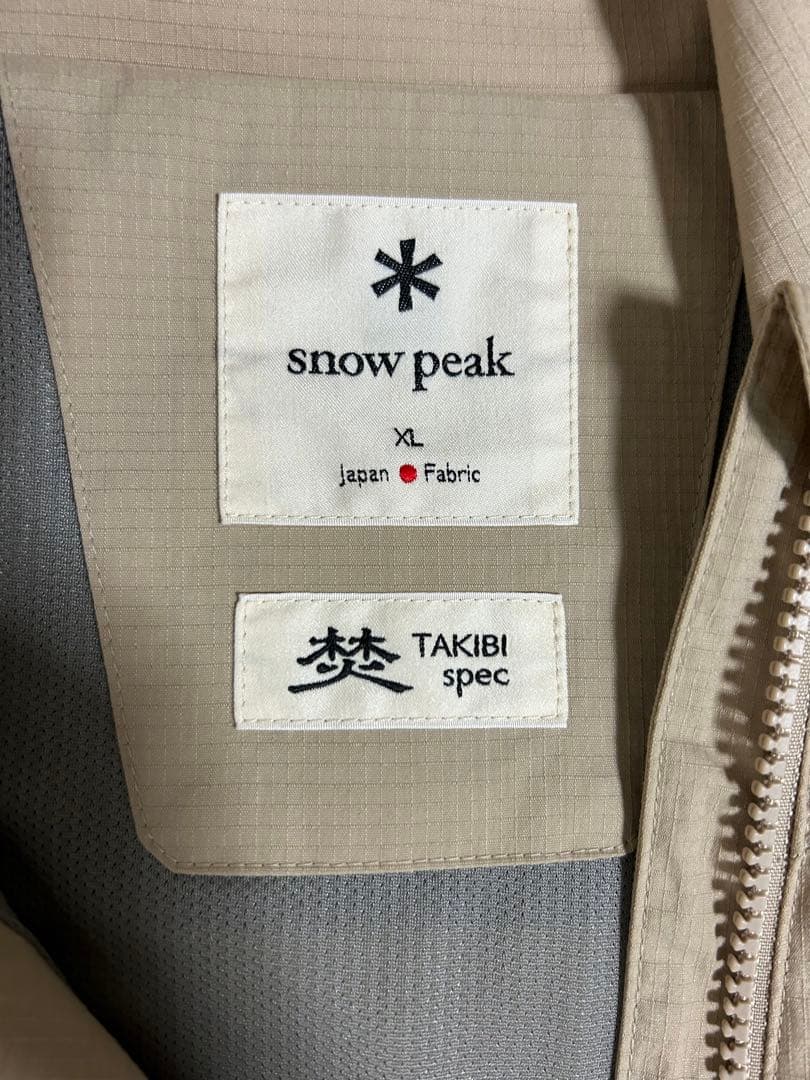 snow peak
XL
Japan Fabric
焚 TAKIBI
spec